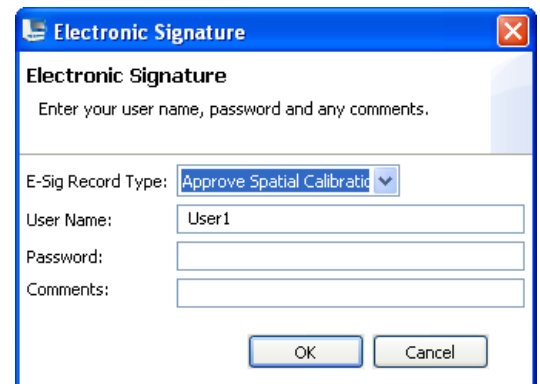 Electronic Signature
Electronic Signature
Enter your user name, password and any comments.
E-Sig Record Type: Approve Spatial Calibratic
User Name: User1
Password:
Comments:
OK Cancel